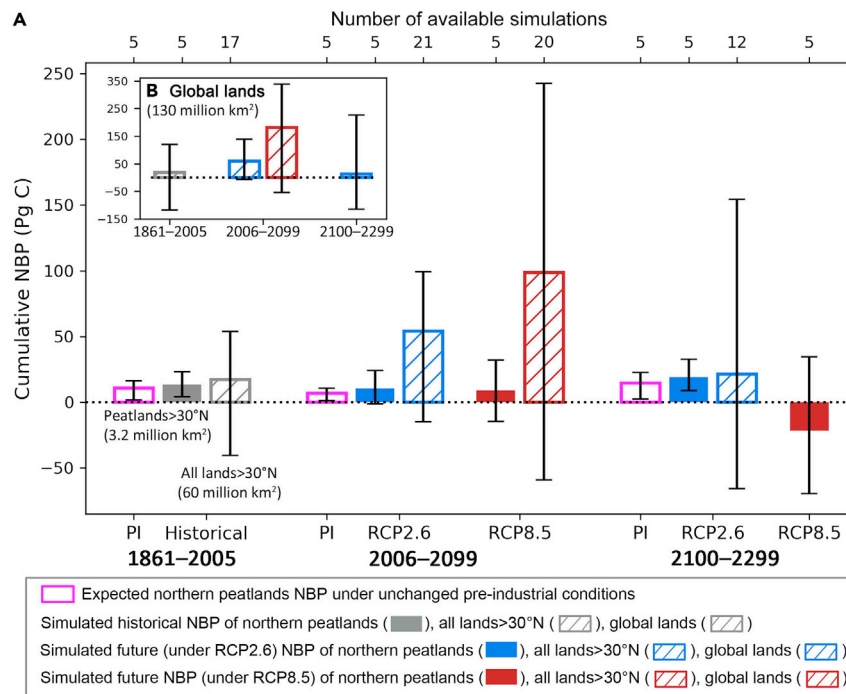 A
Number of available simulations
5 5 17 5 5 21 5 20 5 5 12 5
Cumulative NBP (Pg C)
250
200
150
100
50
0
−50
B Global lands
(130 million km²)
350
250
150
50
−50
−150
1861–2005 2006–2099 2100–2299
Peatlands>30°N
(3.2 million km²)
All lands>30°N
(60 million km²)
PI Historical PI RCP2.6 RCP8.5 PI RCP2.6 RCP8.5
1861–2005 2006–2099 2100–2299
Expected northern peatlands NBP under unchanged pre-industrial conditions
Simulated historical NBP of northern peatlands ( ), all lands>30°N ( ), global lands ( )
Simulated future (under RCP2.6) NBP of northern peatlands ( ), all lands>30°N ( ), global lands ( )
Simulated future NBP (under RCP8.5) of northern peatlands ( ), all lands>30°N ( ), global lands ( )